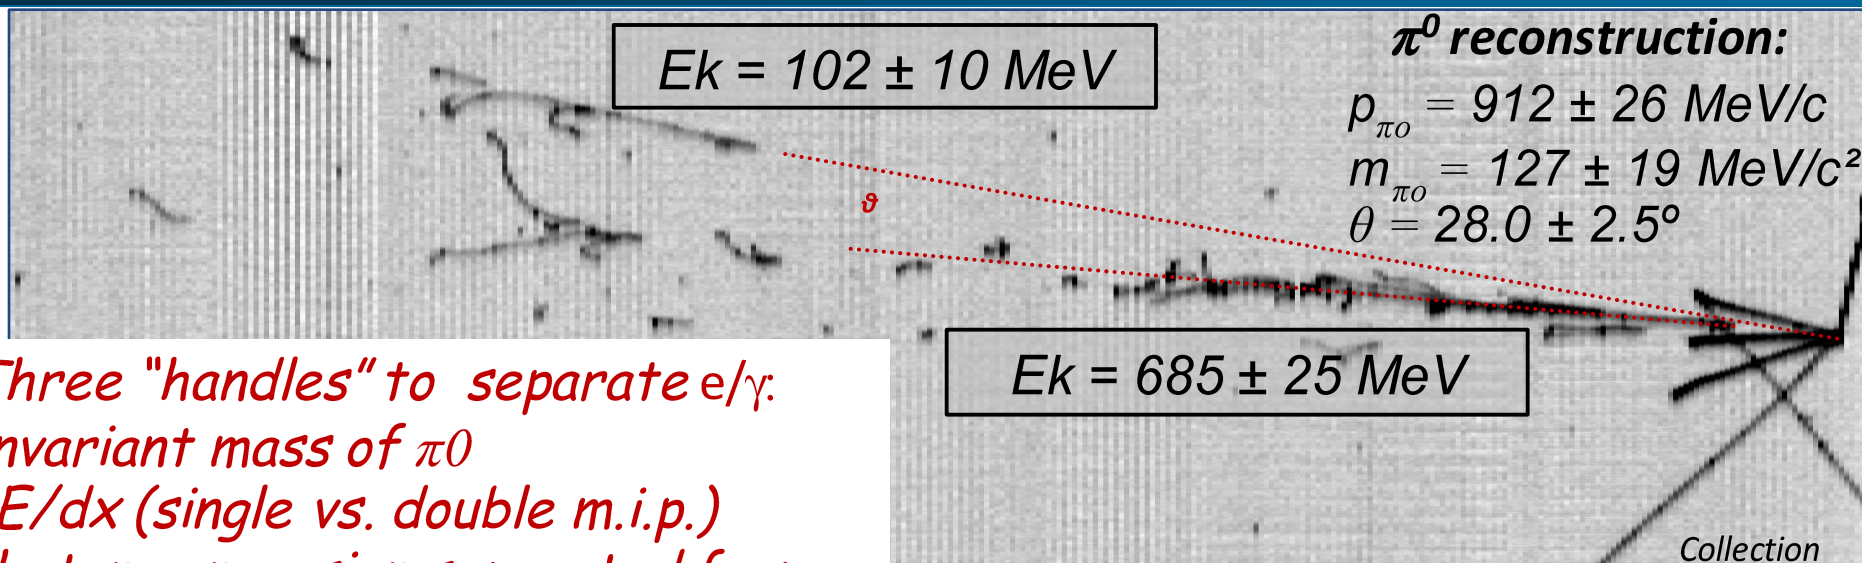 Ek = 102 ± 10 MeV
π⁰ reconstruction:
pπo = 912 ± 26 MeV/c
mπo = 127 ± 19 MeV/c²
θ = 28.0 ± 2.5º
ϑ
Ek = 685 ± 25 MeV
Three "handles" to separate e/γ:
nvariant mass of π0
E/dx (single vs. double m.i.p.)
Collection